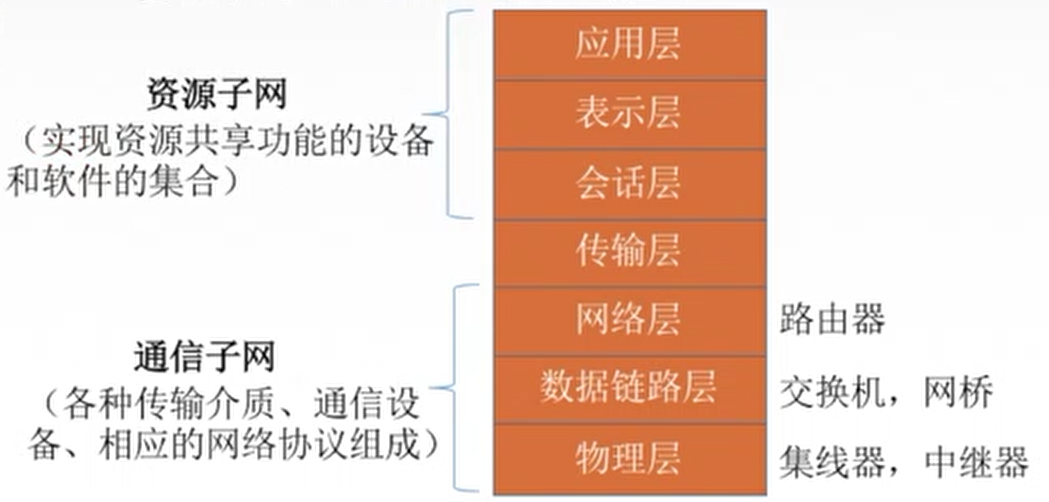 应用层
资源子网
表示层
（实现资源共享功能的设备
和软件的集合）
会话层
传输层
网络层
路由器
通信子网
数据链路层
交换机，网桥
（各种传输介质、通信设
备、相应的网络协议组成）
物理层
集线器，中继器